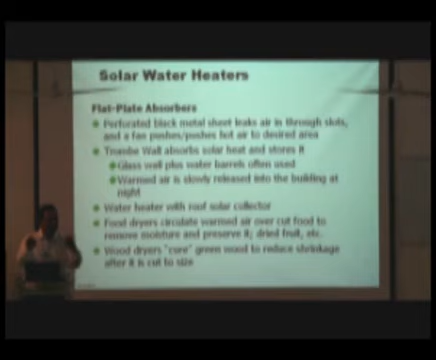 Solar Water Heaters
Flat-Plate Absorbers
Perforated black metal sheet leaks air in through slots,
and a fan pushes/pushes hot air to desired area
Trombe Wall absorbs solar heat and stores it
Glass wall plus water barrels often used
Warmed air is slowly released into the building at
night
Water heater with roof solar collector
Food dryers circulate warmed air over cut food to
remove moisture and preserve it; dried fruit, etc.
Wood dryers "cure" green wood to reduce shrinkage
after it is cut to size